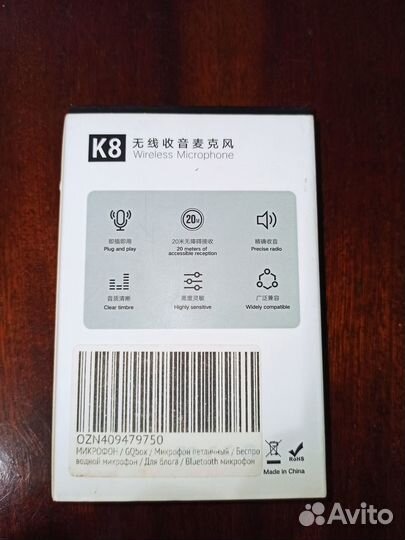 K8 无线收音麦克风
Wireless Microphone
即插即用
Plug and play
20M
20米无障碍接收
20 meters of
accessible reception
精确收音
Precise radio
音质清晰
Clear timbre
高度灵敏
Highly sensitive
广泛兼容
Widely compatible
OZN409479750
МИКРОФОН / GQbox / Микрофон петличный / Беспро
водной микрофон / Для блога / Bluetooth микрофон
RoHS
Made in China
Avito